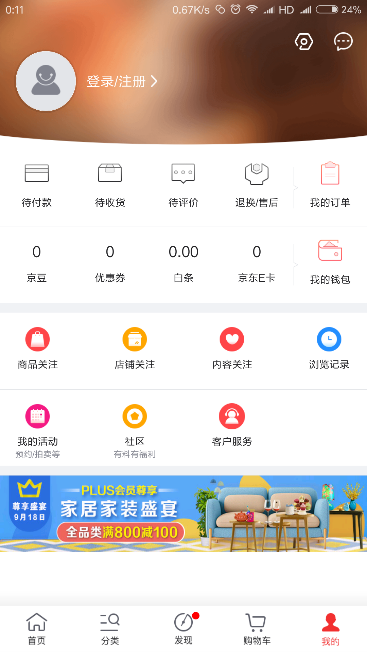 0:11 0.67K/s HD 24%
登录/注册
待付款 待收货 待评价 退换/售后 我的订单
0 0 0.00 0
京豆 优惠券 白条 京东E卡 我的钱包
商品关注 店铺关注 内容关注 浏览记录
我的活动 社区 客户服务
预约/拍卖等 有料有福利
PLUS会员尊享
尊享盛宴 家居家装盛宴
9月18日 全品类满800减100
首页 分类 发现 购物车 我的